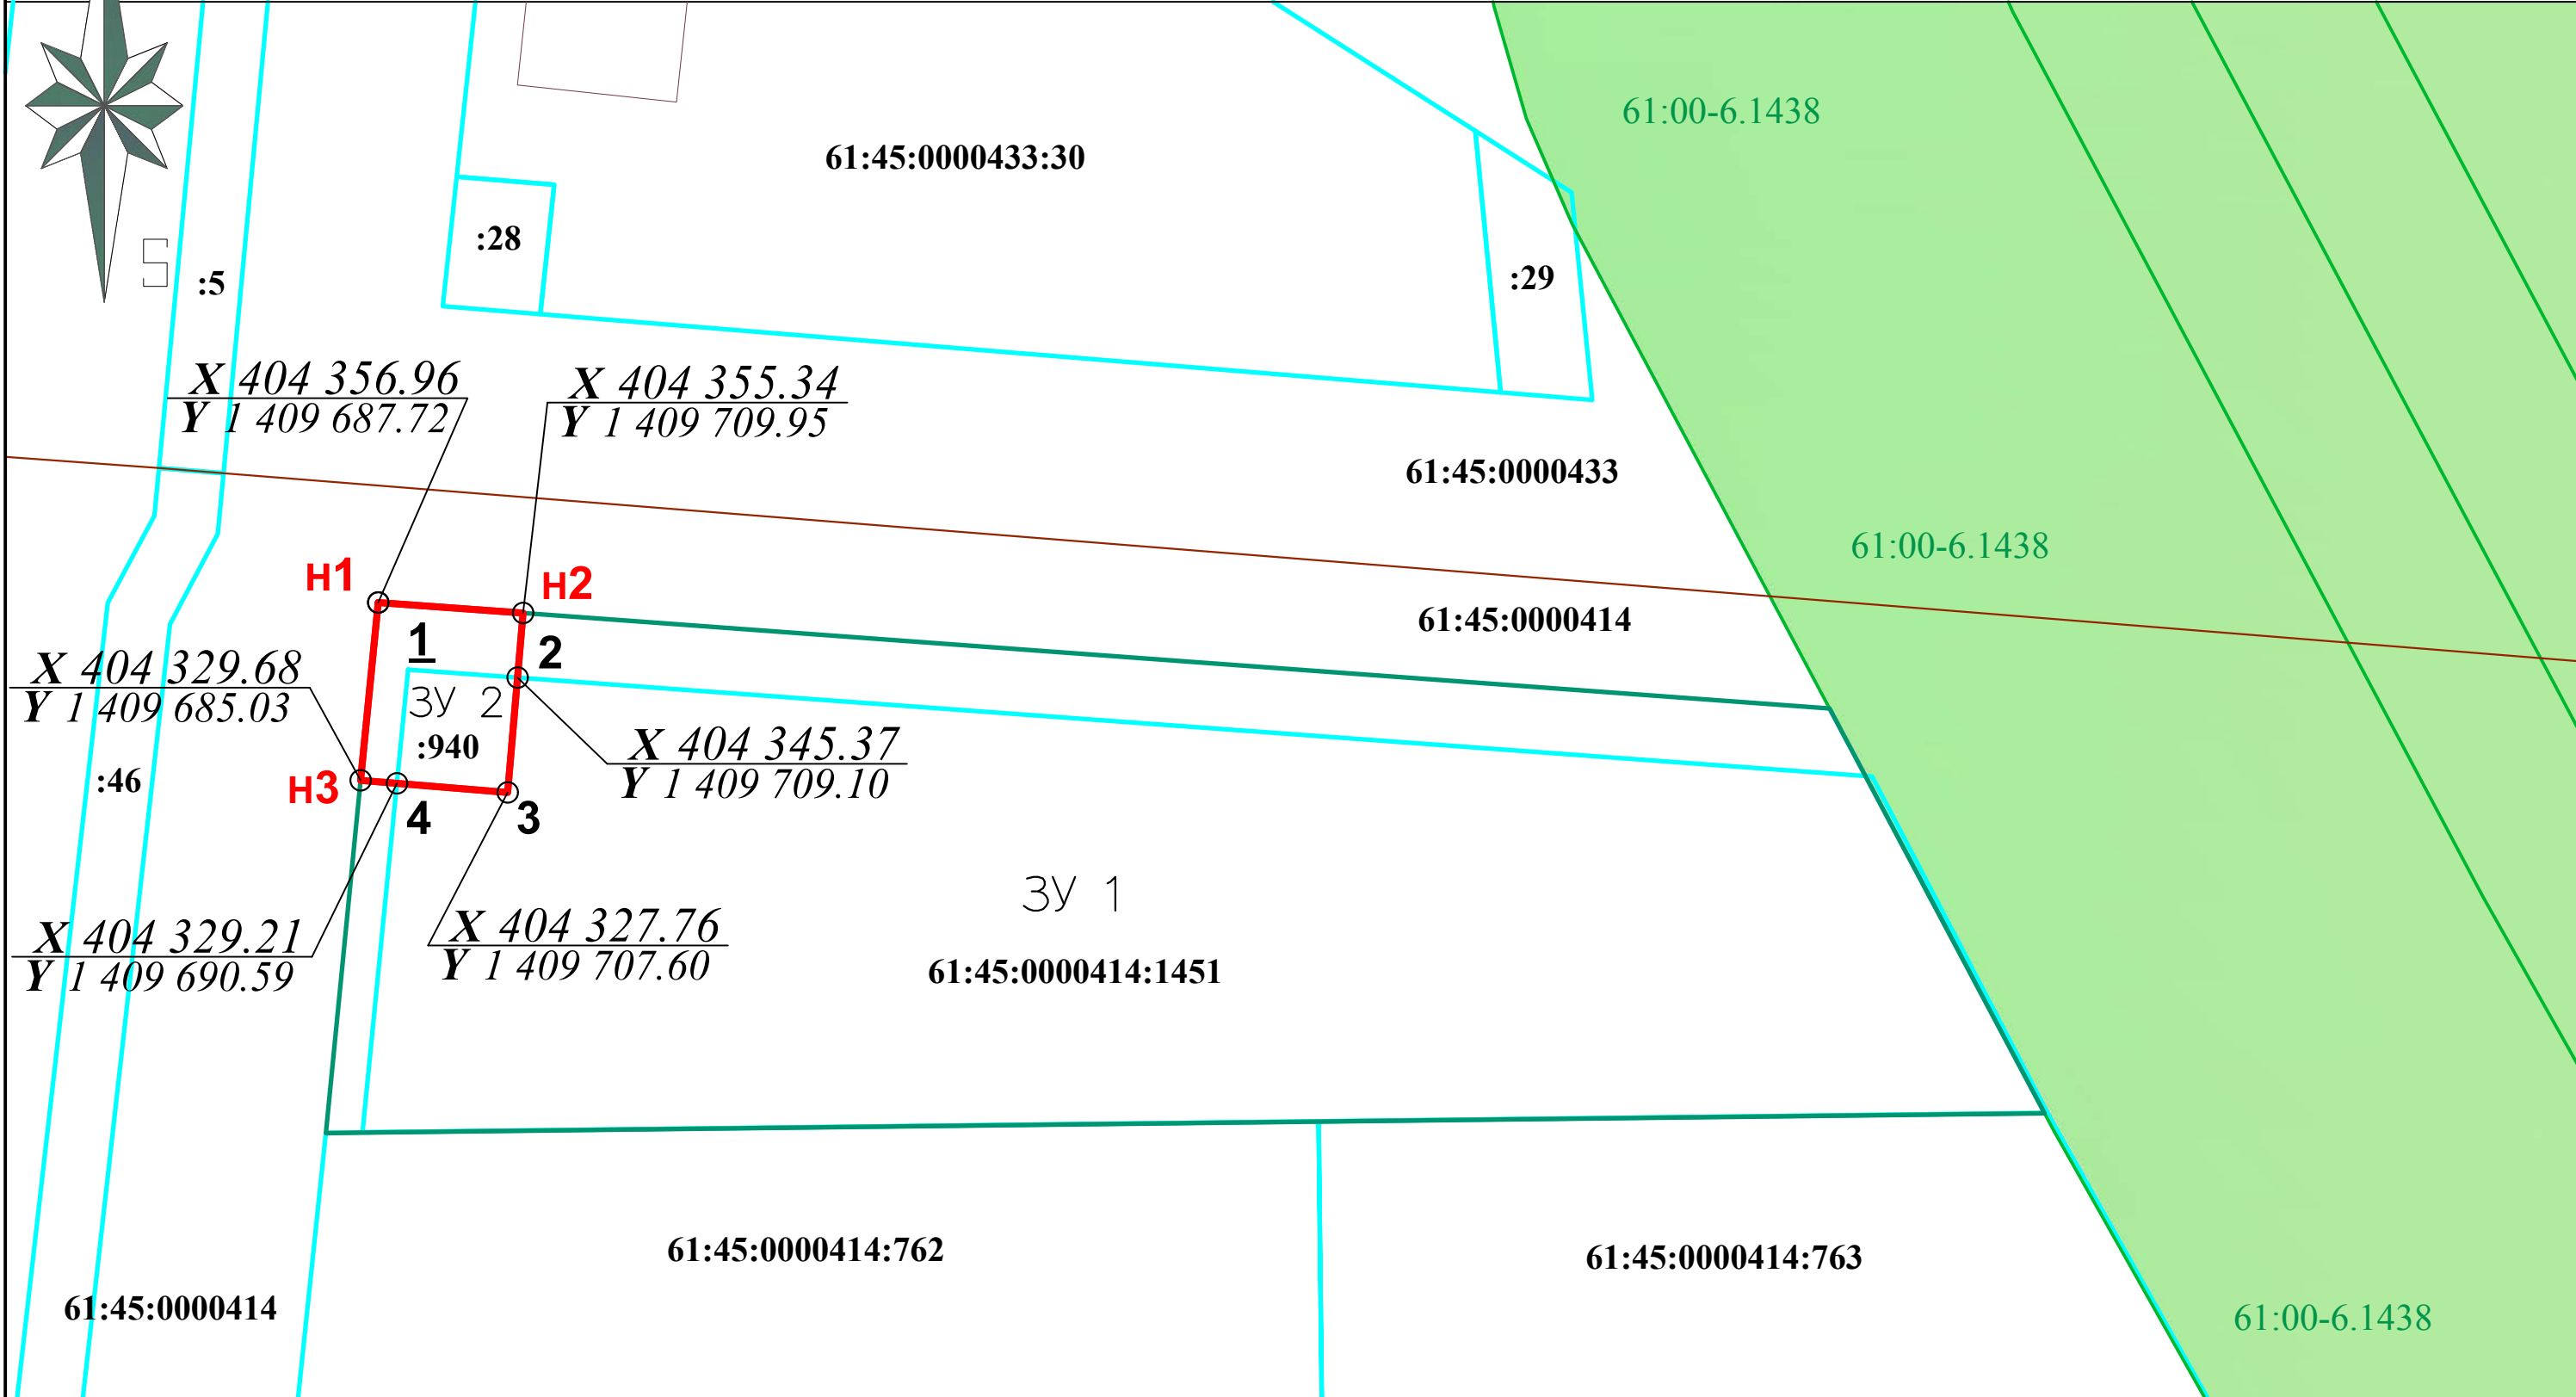 61:00-6.1438
61:45:0000433:30
:28
:29
S
:5
X 404 356.96
Y 1 409 687.72
X 404 355.34
Y 1 409 709.95
61:45:0000433
61:00-6.1438
н1
н2
61:45:0000414
1
2
X 404 329.68
Y 1 409 685.03
ЗУ 2
:940
X 404 345.37
Y 1 409 709.10
:46
н3
4
3
ЗУ 1
X 404 329.21
Y 1 409 690.59
X 404 327.76
Y 1 409 707.60
61:45:0000414:1451
61:45:0000414:762
61:45:0000414:763
61:45:0000414
61:00-6.1438